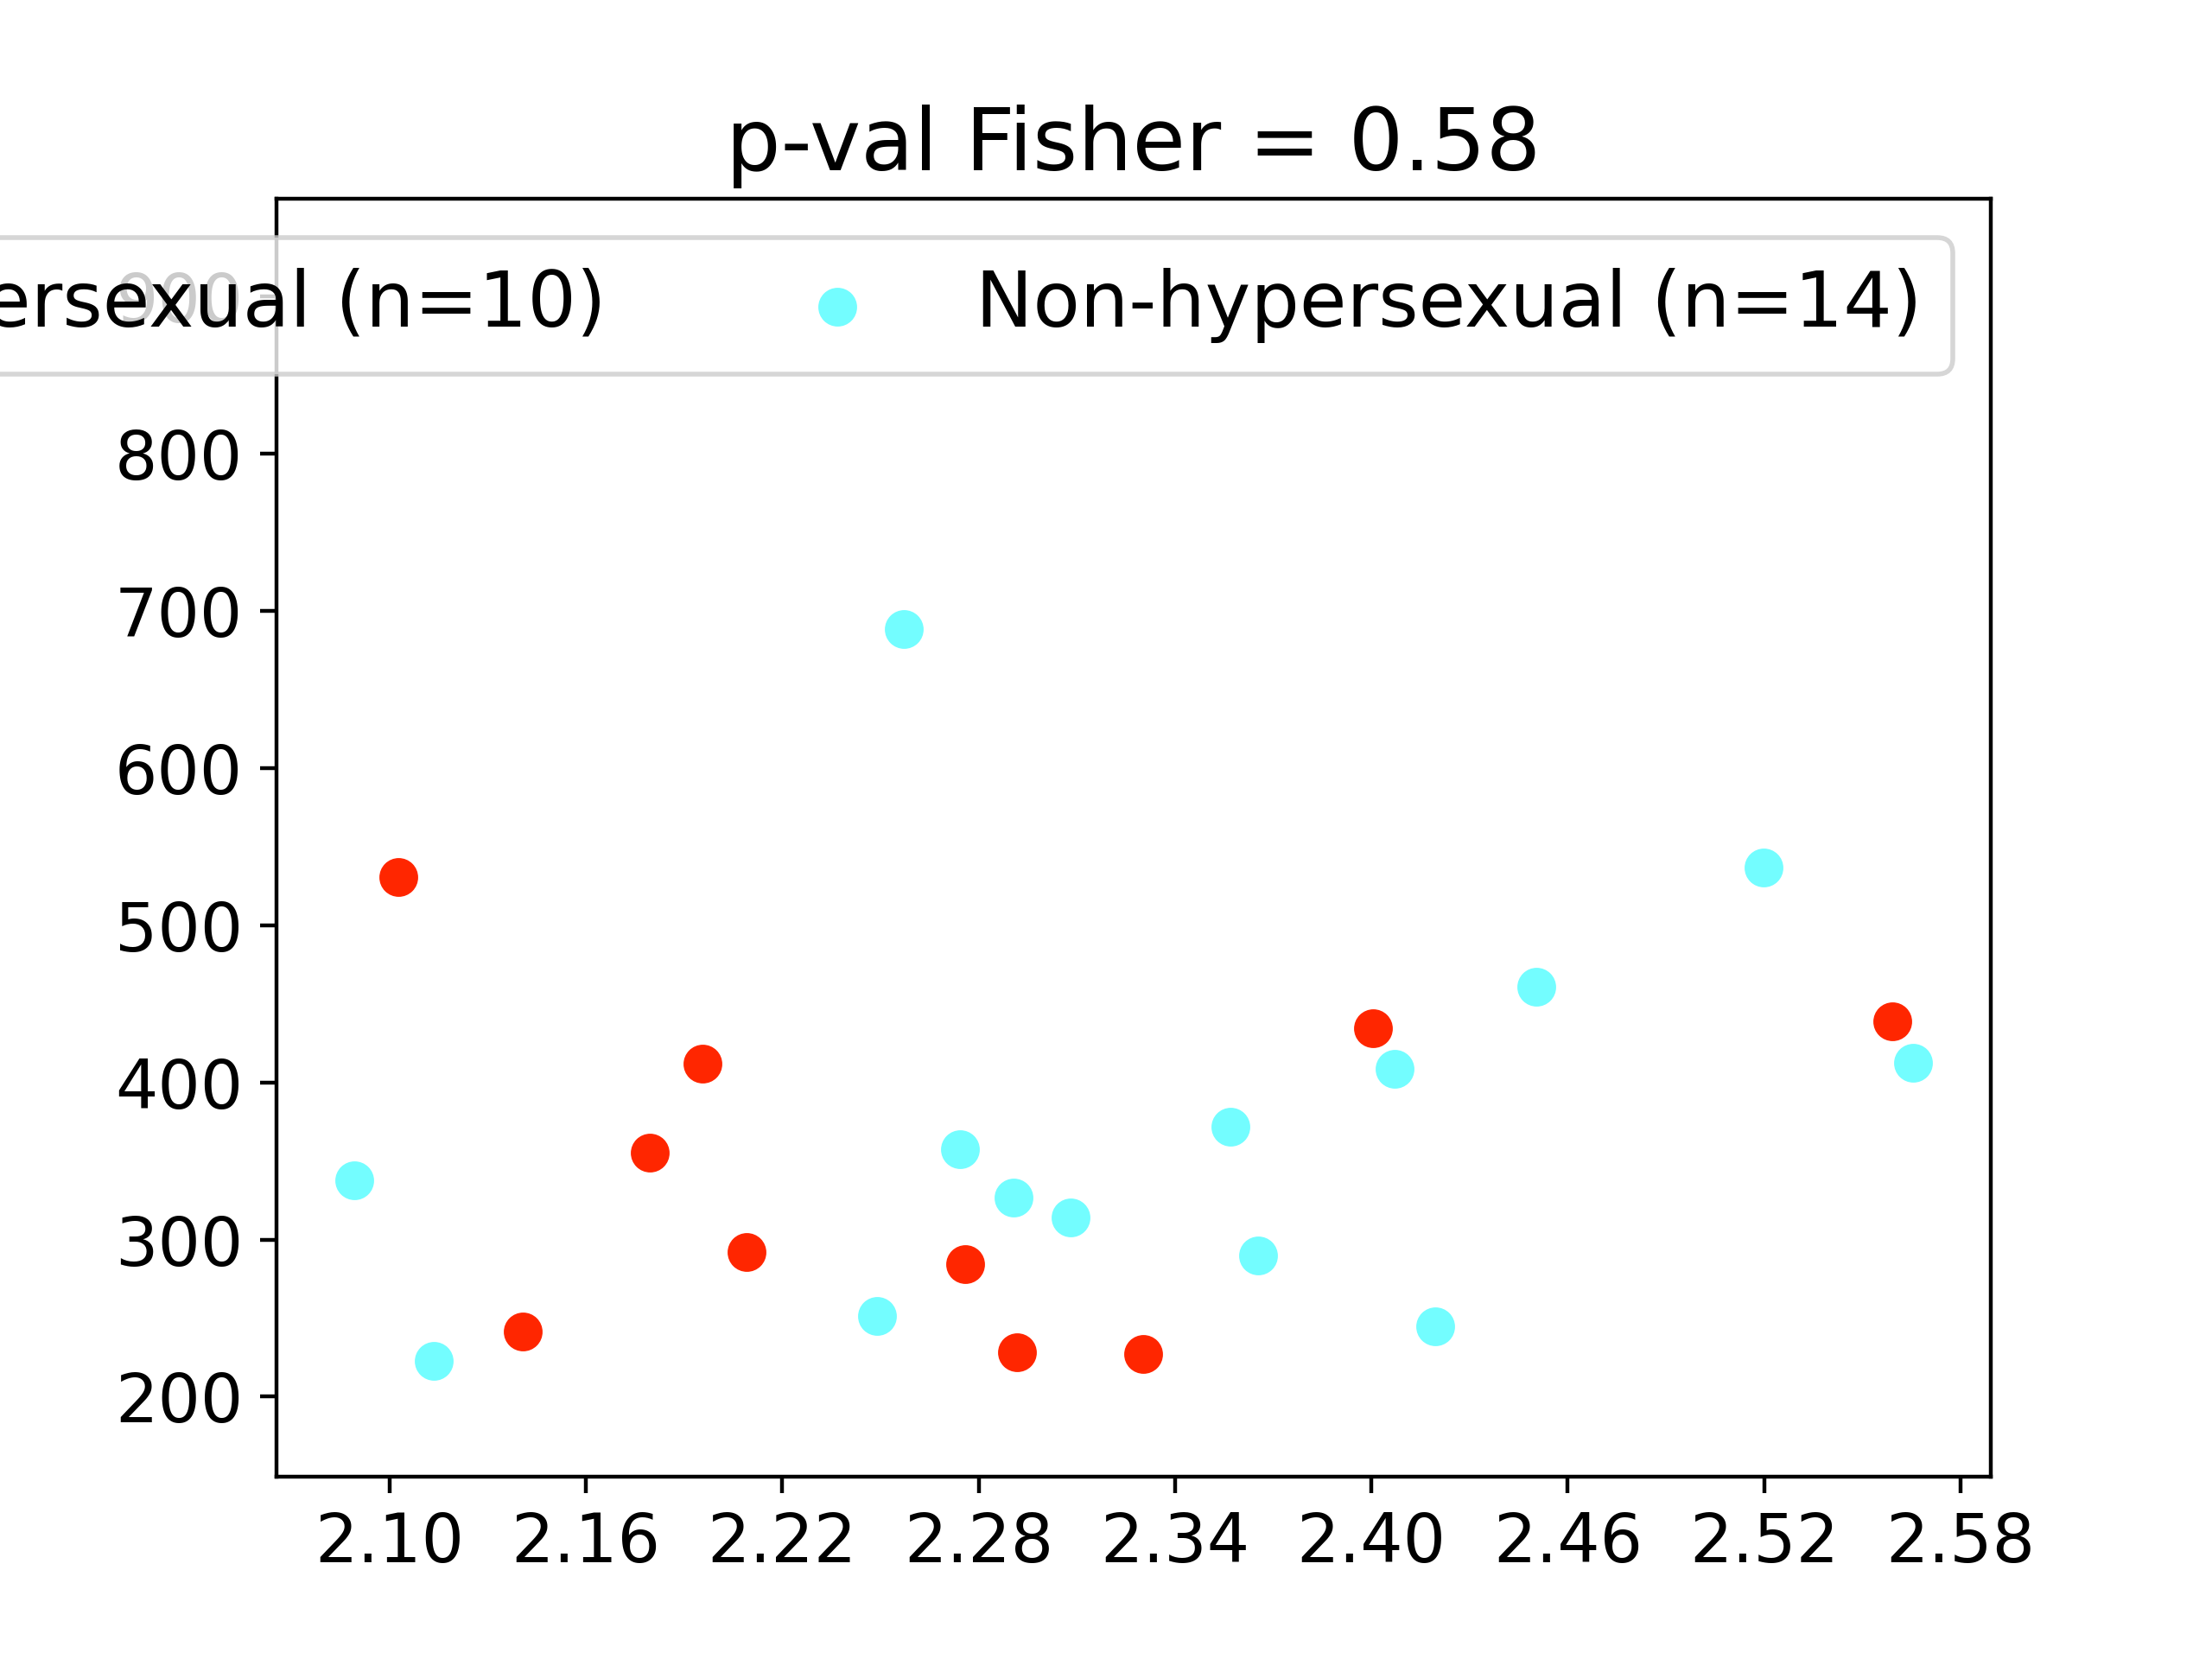 p-val Fisher = 0.58
ersexual (n=10) Non-hypersexual (n=14)
900
800
700
600
500
400
300
200
2.10 2.16 2.22 2.28 2.34 2.40 2.46 2.52 2.58